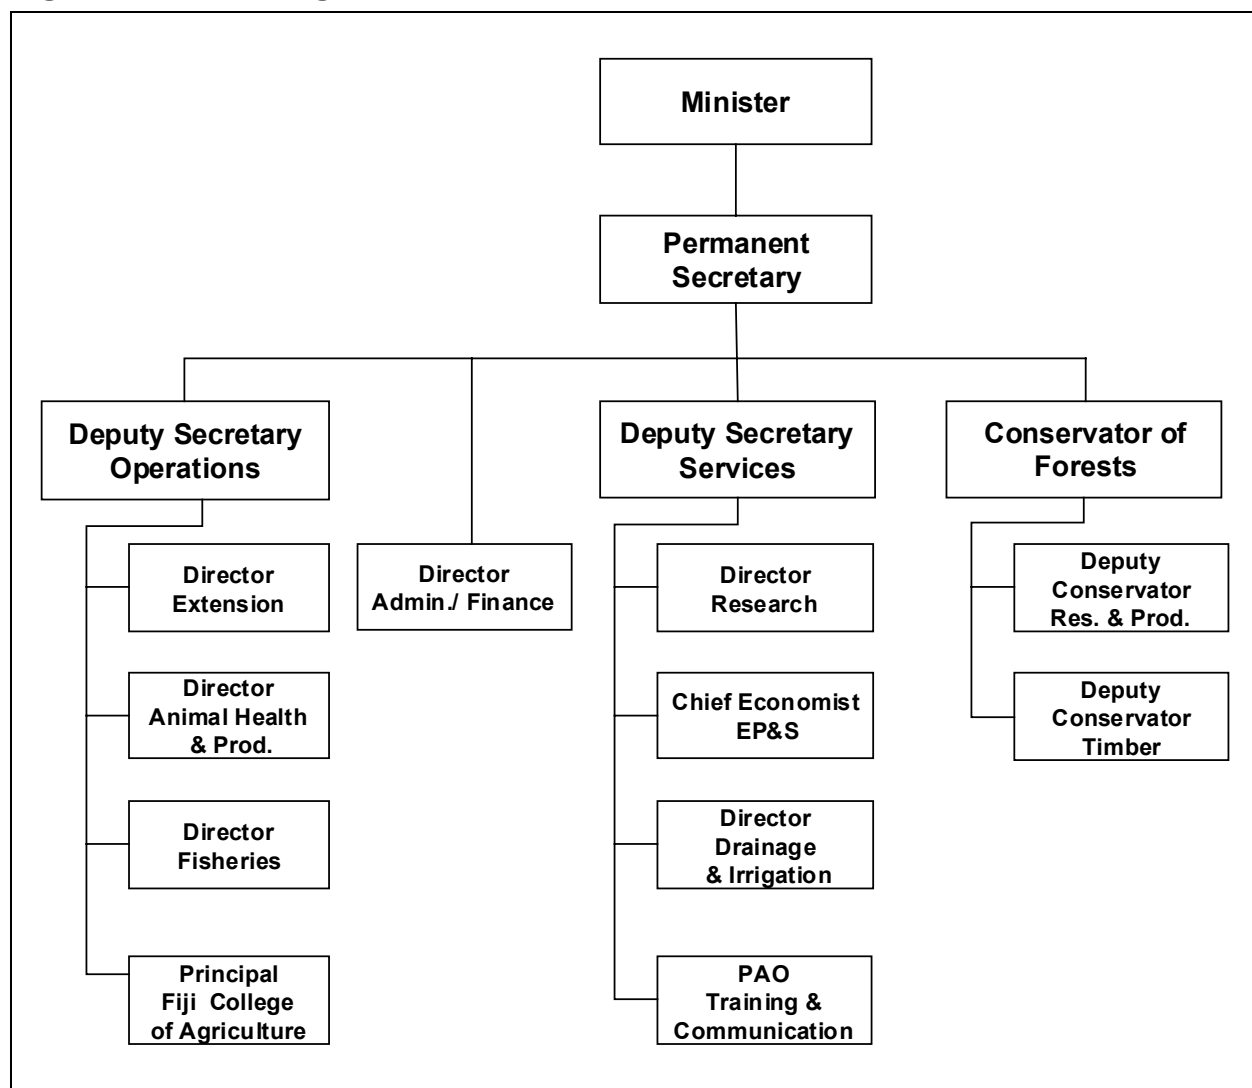 Minister
Permanent
Secretary
Deputy Secretary
Operations
Deputy Secretary
Services
Conservator of
Forests
Director
Extension
Director
Admin./ Finance
Director
Research
Deputy
Conservator
Res. & Prod.
Director
Animal Health
& Prod.
Chief Economist
EP&S
Deputy
Conservator
Timber
Director
Fisheries
Director
Drainage
& Irrigation
Principal
Fiji College
of Agriculture
PAO
Training &
Communication